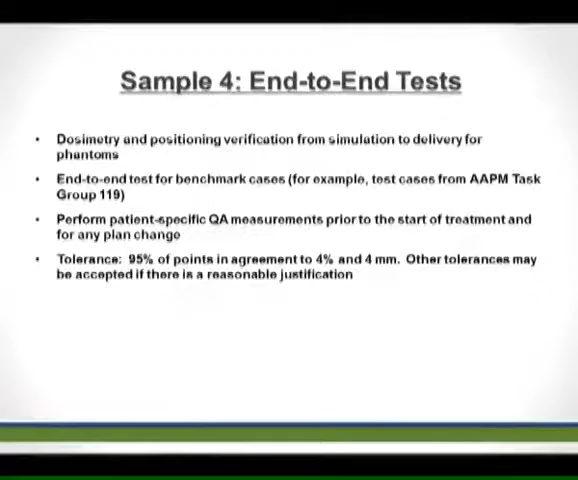 Sample 4: End-to-End Tests
• Dosimetry and positioning verification from simulation to delivery for
phantoms
• End-to-end test for benchmark cases (for example, test cases from AAPM Task
Group 119)
• Perform patient-specific QA measurements prior to the start of treatment and
for any plan change
• Tolerance: 95% of points in agreement to 4% and 4 mm. Other tolerances may
be accepted if there is a reasonable justification